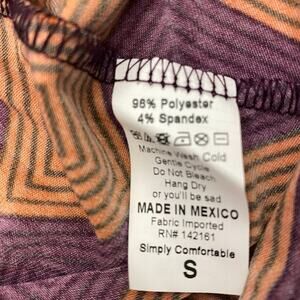 96% Polyester
4% Spandex
Machine Wash Cold
Gentle Cycle
Do Not Bleach
Hang Dry
or you'll be sad
MADE IN MEXICO
Fabric Imported
RN# 142161
Simply Comfortable
S